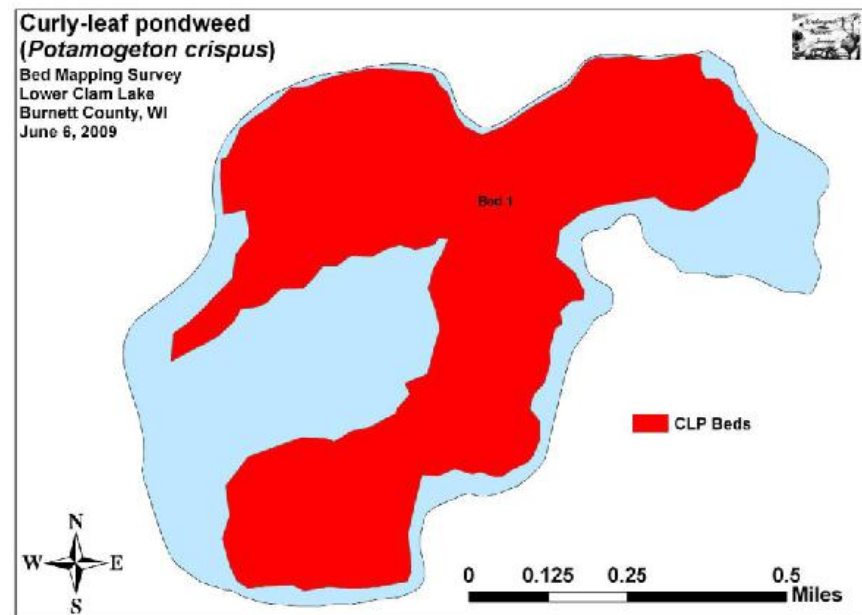 Curly-leaf pondweed
(Potamogeton crispus)
Bed Mapping Survey
Lower Clam Lake
Burnett County, WI
June 6, 2009
Bed 1
CLP Beds
N
W E
S
0 0.125 0.25 0.5
Miles